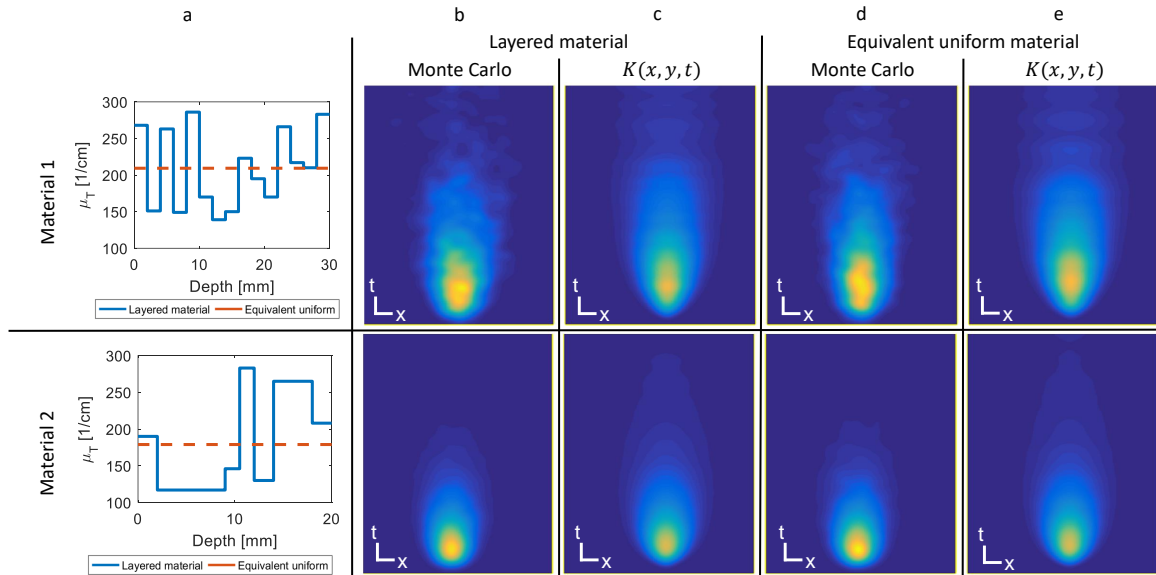 a b c d e
Layered material Equivalent uniform material
Monte Carlo K(x, y, t) Monte Carlo K(x, y, t)
Material 1
μT [1/cm]
300
250
200
150
100
0 10 20 30
Depth [mm]
Layered material Equivalent uniform
t x t x t x t x
Material 2
μT [1/cm]
300
250
200
150
100
0 10 20
Depth [mm]
Layered material Equivalent uniform
t x t x t x t x